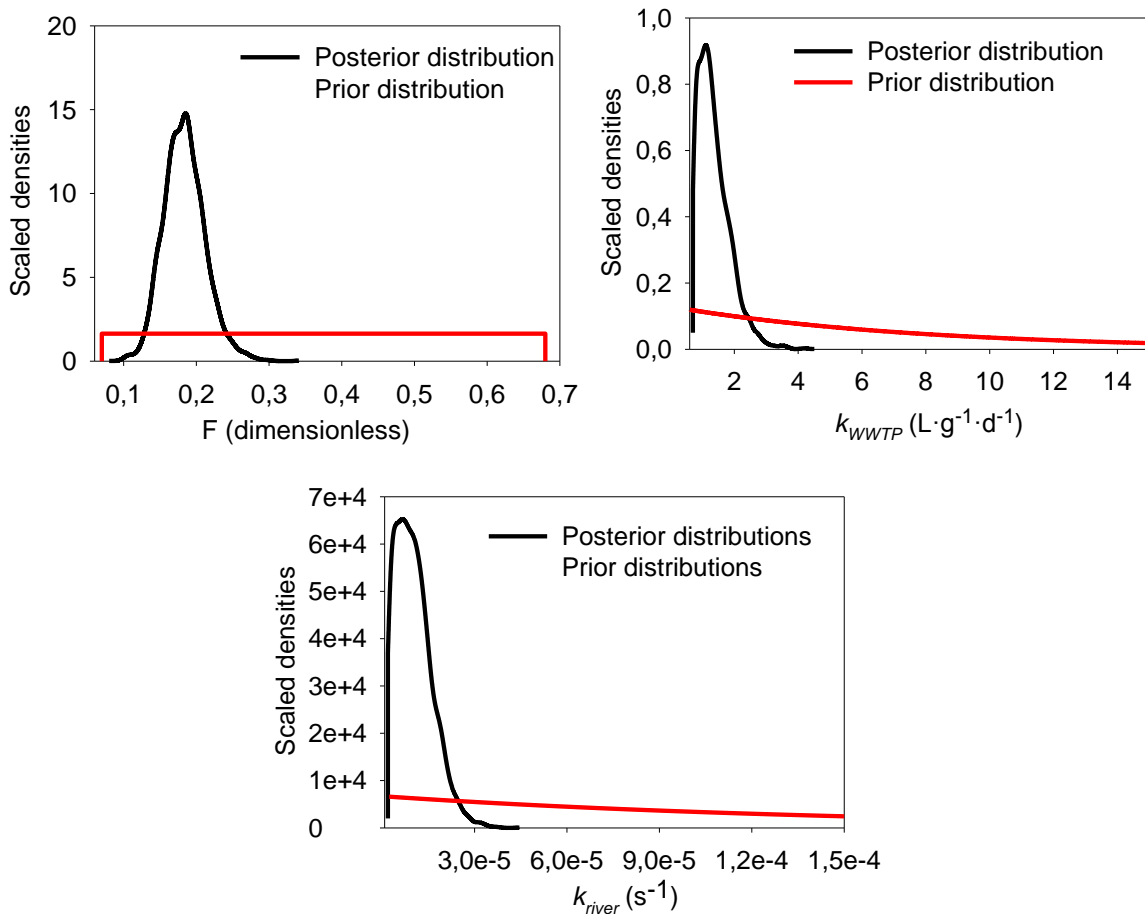 20
15
10
5
0
Scaled densities
Posterior distribution
Prior distribution
0,1 0,2 0,3 0,4 0,5 0,6 0,7
F (dimensionless)
1,0
0,8
0,6
0,4
0,2
0,0
Scaled densities
Posterior distribution
Prior distribution
2 4 6 8 10 12 14
k_WWTP (L·g⁻¹·d⁻¹)
7e+4
6e+4
5e+4
4e+4
3e+4
2e+4
1e+4
0
Scaled densities
Posterior distributions
Prior distributions
3,0e-5 6,0e-5 9,0e-5 1,2e-4 1,5e-4
k_river (s⁻¹)